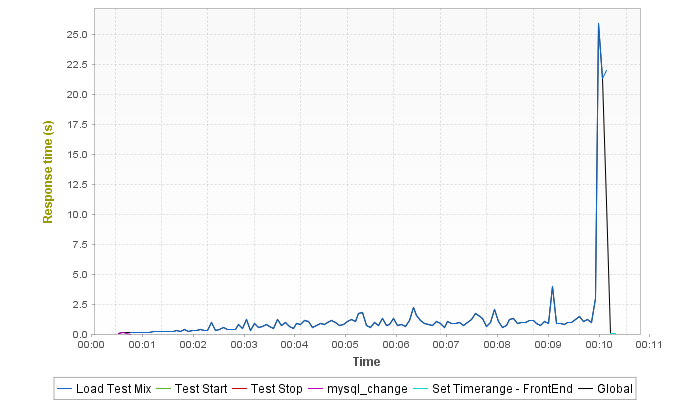 25.0
22.5
20.0
17.5
15.0
12.5
10.0
7.5
5.0
2.5
0.0
Response time (s)
00:00 00:01 00:02 00:03 00:04 00:05 00:06 00:07 00:08 00:09 00:10 00:11
Time
Load Test Mix Test Start Test Stop mysql_change Set Timerange - FrontEnd Global